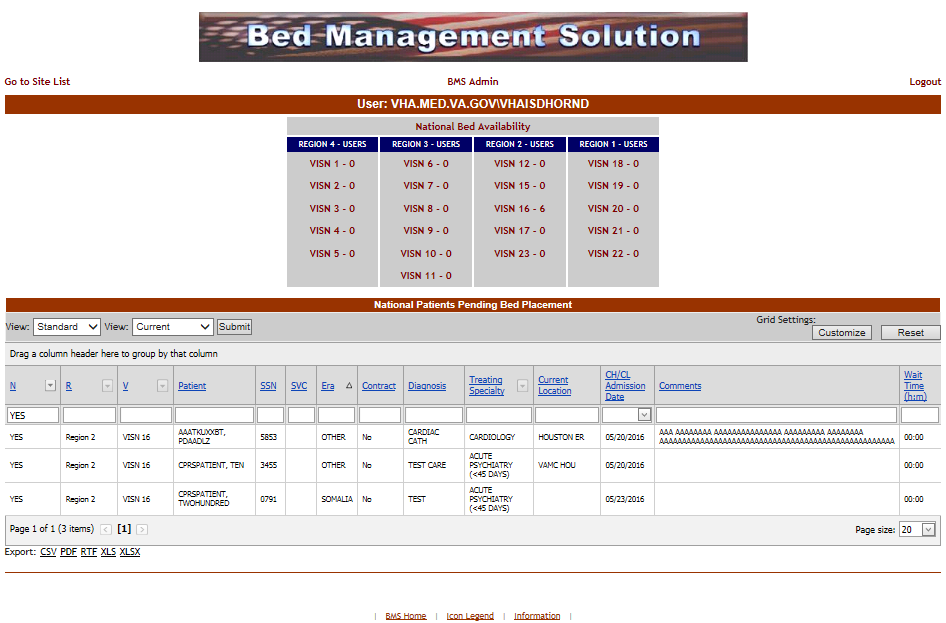 Bed Management Solution
Go to Site List BMS Admin Logout
User: VHA.MED.VA.GOV\VHAISDHORND
National Bed Availability
REGION 4 - USERS REGION 3 - USERS REGION 2 - USERS REGION 1 - USERS
VISN 1 - 0 VISN 6 - 0 VISN 12 - 0 VISN 18 - 0
VISN 2 - 0 VISN 7 - 0 VISN 15 - 0 VISN 19 - 0
VISN 3 - 0 VISN 8 - 0 VISN 16 - 6 VISN 20 - 0
VISN 4 - 0 VISN 9 - 0 VISN 17 - 0 VISN 21 - 0
VISN 5 - 0 VISN 10 - 0 VISN 23 - 0 VISN 22 - 0
VISN 11 - 0
National Patients Pending Bed Placement
View: Standard View: Current Submit Grid Settings:
Customize Reset
Drag a column header here to group by that column
N R V Patient SSN SVC Era Contract Diagnosis Treating Specialty Current Location CH/CL Admission Date Comments Wait Time (h:m)
YES
YES Region 2 VISN 16 AAATKUXXBT, PDAADLZ 5853 OTHER No CARDIAC CATH CARDIOLOGY HOUSTON ER 05/20/2016 00:00
YES Region 2 VISN 16 CPRSPATIENT, TEN 3455 OTHER No TEST CARE ACUTE PSYCHIATRY (<45 DAYS) VAMC HOU 05/20/2016 00:00
YES Region 2 VISN 16 CPRSPATIENT, TWOHUNDRED 0791 SOMALIA No TEST ACUTE PSYCHIATRY (<45 DAYS) 05/23/2016 00:00
Page 1 of 1 (3 items) < [1] > Page size: 20
Export: CSV PDF RTF XLS XLSX
| BMS Home | Icon Legend | Information |